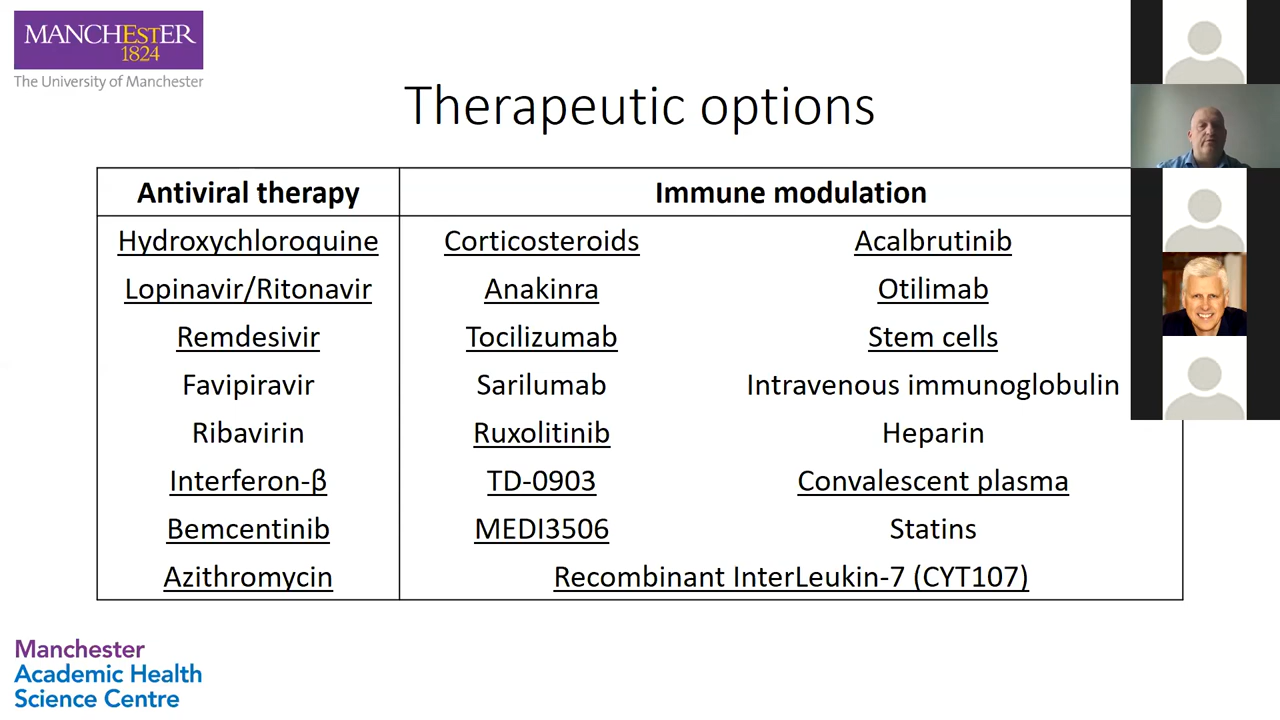 MANCHESTER
1824
The University of Manchester
Therapeutic options
Antiviral therapy Immune modulation
Hydroxychloroquine Corticosteroids Acalbrutinib
Lopinavir/Ritonavir Anakinra Otilimab
Remdesivir Tocilizumab Stem cells
Favipiravir Sarilumab Intravenous immunoglobulin
Ribavirin Ruxolitinib Heparin
Interferon-β TD-0903 Convalescent plasma
Bemcentinib MEDI3506 Statins
Azithromycin Recombinant InterLeukin-7 (CYT107)
Manchester
Academic Health
Science Centre